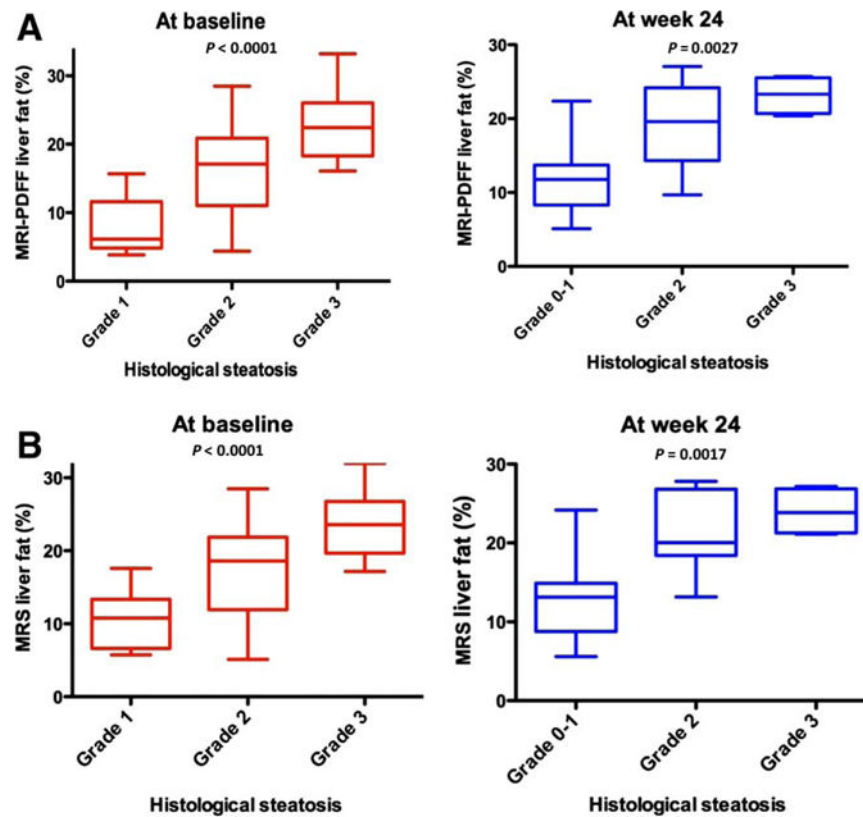 A
At baseline
P < 0.0001
MRI-PDFF liver fat (%)
30
20
10
0
Grade 1
Grade 2
Grade 3
Histological steatosis
At week 24
P = 0.0027
MRI-PDFF liver fat (%)
30
20
10
0
Grade 0-1
Grade 2
Grade 3
Histological steatosis
B
At baseline
P < 0.0001
MRS liver fat (%)
30
20
10
0
Grade 1
Grade 2
Grade 3
Histological steatosis
At week 24
P = 0.0017
MRS liver fat (%)
30
20
10
0
Grade 0-1
Grade 2
Grade 3
Histological steatosis